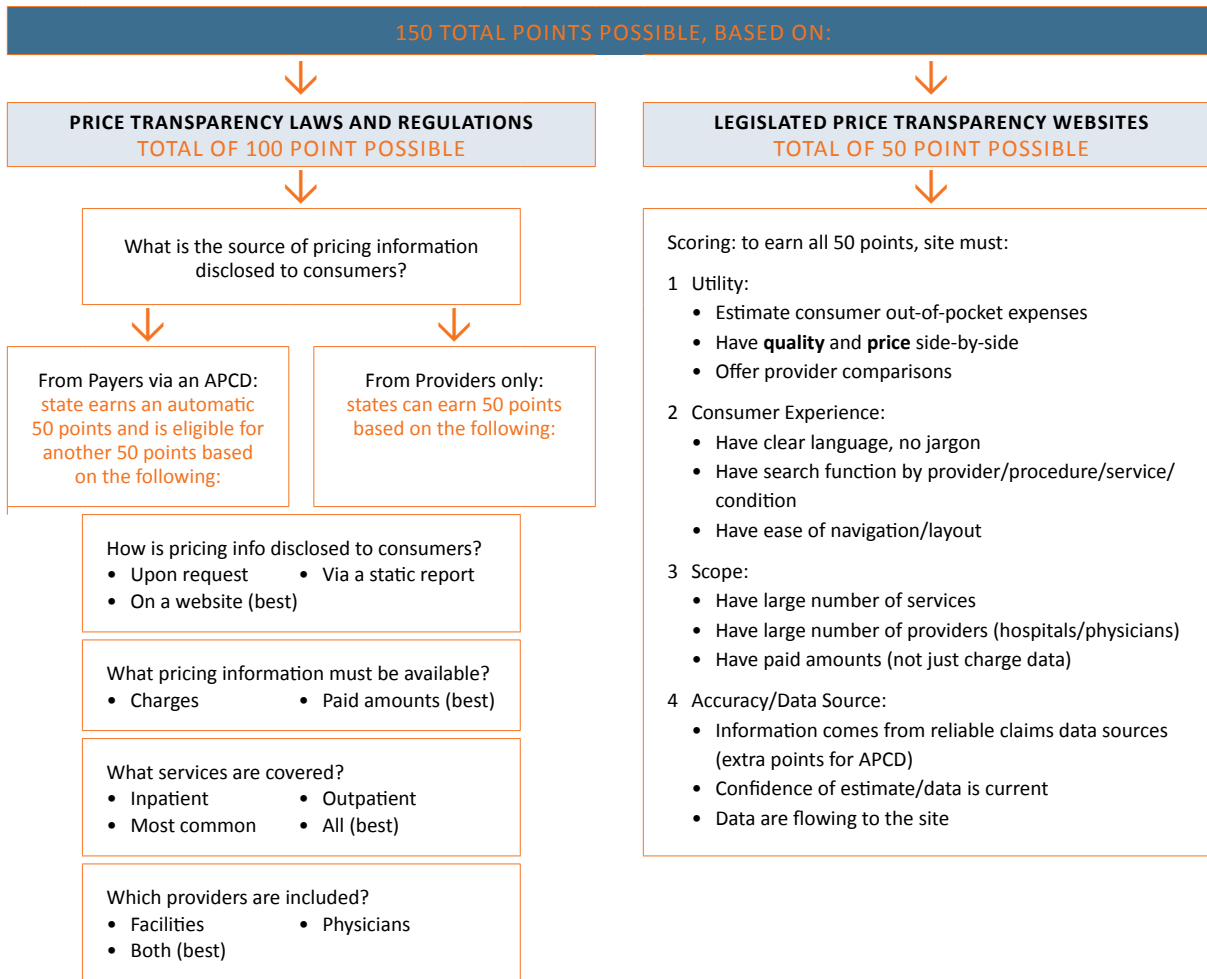 150 TOTAL POINTS POSSIBLE, BASED ON:
PRICE TRANSPARENCY LAWS AND REGULATIONS
TOTAL OF 100 POINT POSSIBLE
What is the source of pricing information
disclosed to consumers?
From Payers via an APCD:
state earns an automatic
50 points and is eligible for
another 50 points based
on the following:
From Providers only:
states can earn 50 points
based on the following:
How is pricing info disclosed to consumers?
• Upon request • Via a static report
• On a website (best)
What pricing information must be available?
• Charges • Paid amounts (best)
What services are covered?
• Inpatient • Outpatient
• Most common • All (best)
Which providers are included?
• Facilities • Physicians
• Both (best)
LEGISLATED PRICE TRANSPARENCY WEBSITES
TOTAL OF 50 POINT POSSIBLE
Scoring: to earn all 50 points, site must:
1 Utility:
• Estimate consumer out-of-pocket expenses
• Have quality and price side-by-side
• Offer provider comparisons
2 Consumer Experience:
• Have clear language, no jargon
• Have search function by provider/procedure/service/
condition
• Have ease of navigation/layout
3 Scope:
• Have large number of services
• Have large number of providers (hospitals/physicians)
• Have paid amounts (not just charge data)
4 Accuracy/Data Source:
• Information comes from reliable claims data sources
(extra points for APCD)
• Confidence of estimate/data is current
• Data are flowing to the site